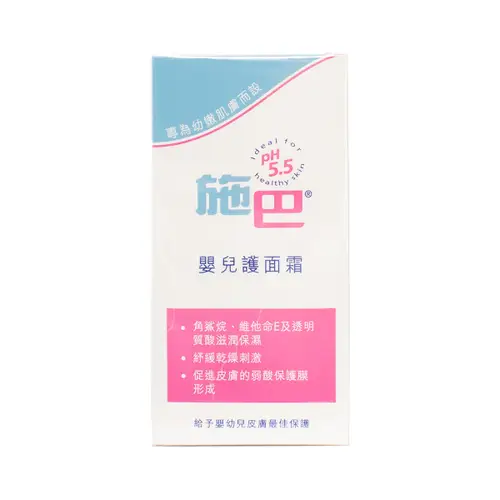 專為幼嫩肌膚而設
ideal for
pH
5.5
healthy skin
施巴®
嬰兒護面霜
• 角鯊烷、維他命E及透明
質酸滋潤保濕
• 紓緩乾燥刺激
• 促進皮膚的弱酸保護膜
形成
給予嬰幼兒皮膚最佳保護